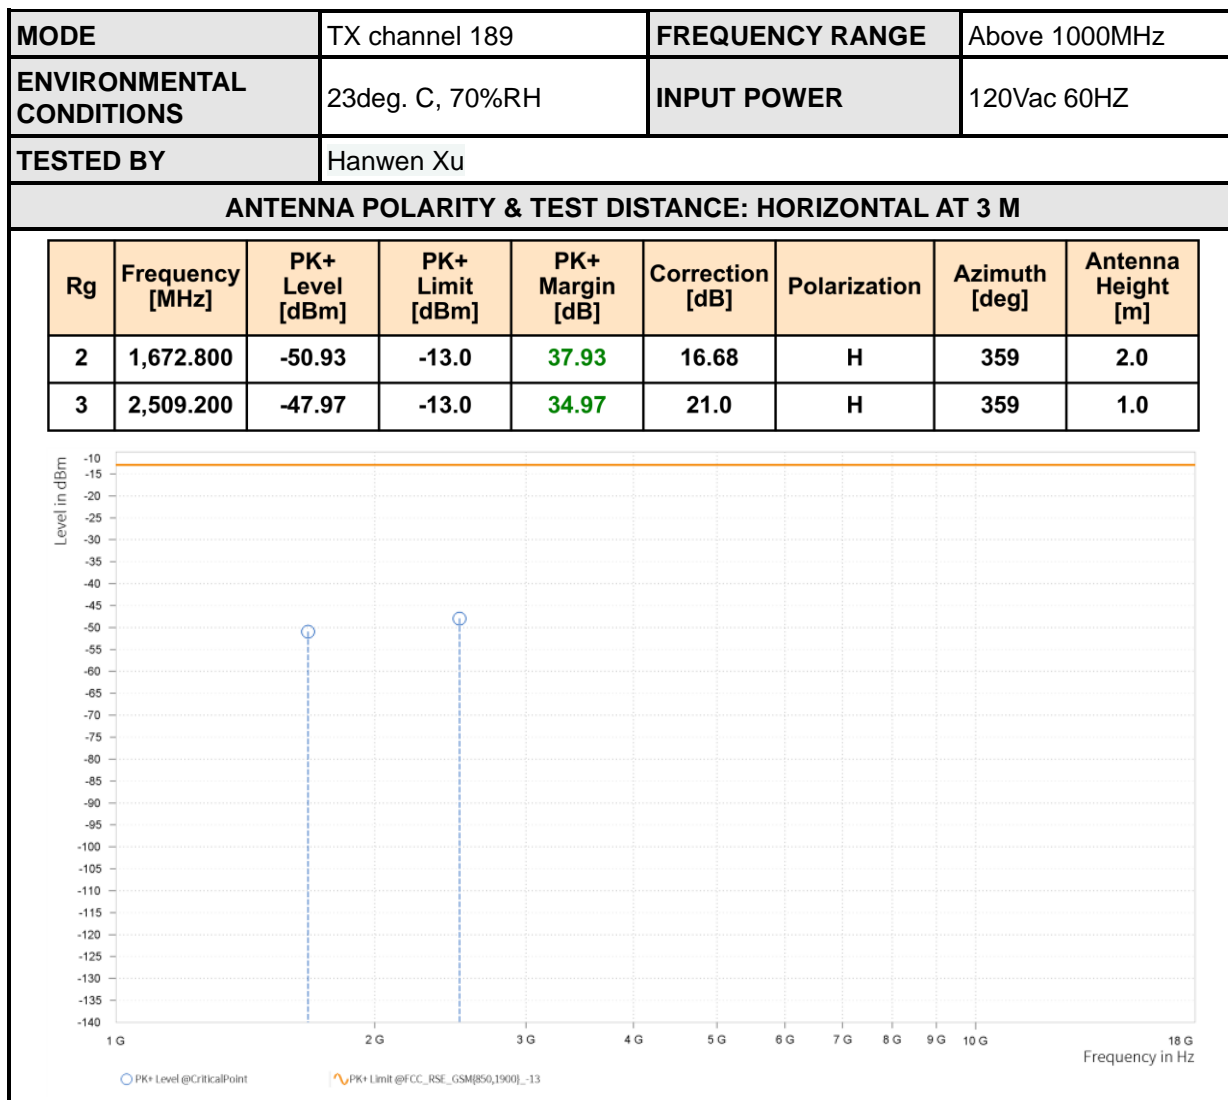 MODE TX channel 189 FREQUENCY RANGE Above 1000MHz
ENVIRONMENTAL CONDITIONS 23deg. C, 70%RH INPUT POWER 120Vac 60HZ
TESTED BY Hanwen Xu
ANTENNA POLARITY & TEST DISTANCE: HORIZONTAL AT 3 M
Rg Frequency [MHz] PK+ Level [dBm] PK+ Limit [dBm] PK+ Margin [dB] Correction [dB] Polarization Azimuth [deg] Antenna Height [m]
2 1,672.800 -50.93 -13.0 37.93 16.68 H 359 2.0
3 2,509.200 -47.97 -13.0 34.97 21.0 H 359 1.0
Level in dBm
-10
-15
-20
-25
-30
-35
-40
-45
-50
-55
-60
-65
-70
-75
-80
-85
-90
-95
-100
-105
-110
-115
-120
-125
-130
-135
-140
1 G 2 G 3 G 4 G 5 G 6 G 7 G 8 G 9 G 10 G 18 G
Frequency in Hz
PK+ Level @CriticalPoint PK+ Limit @FCC_RSE_GSM(850,1900)_-13